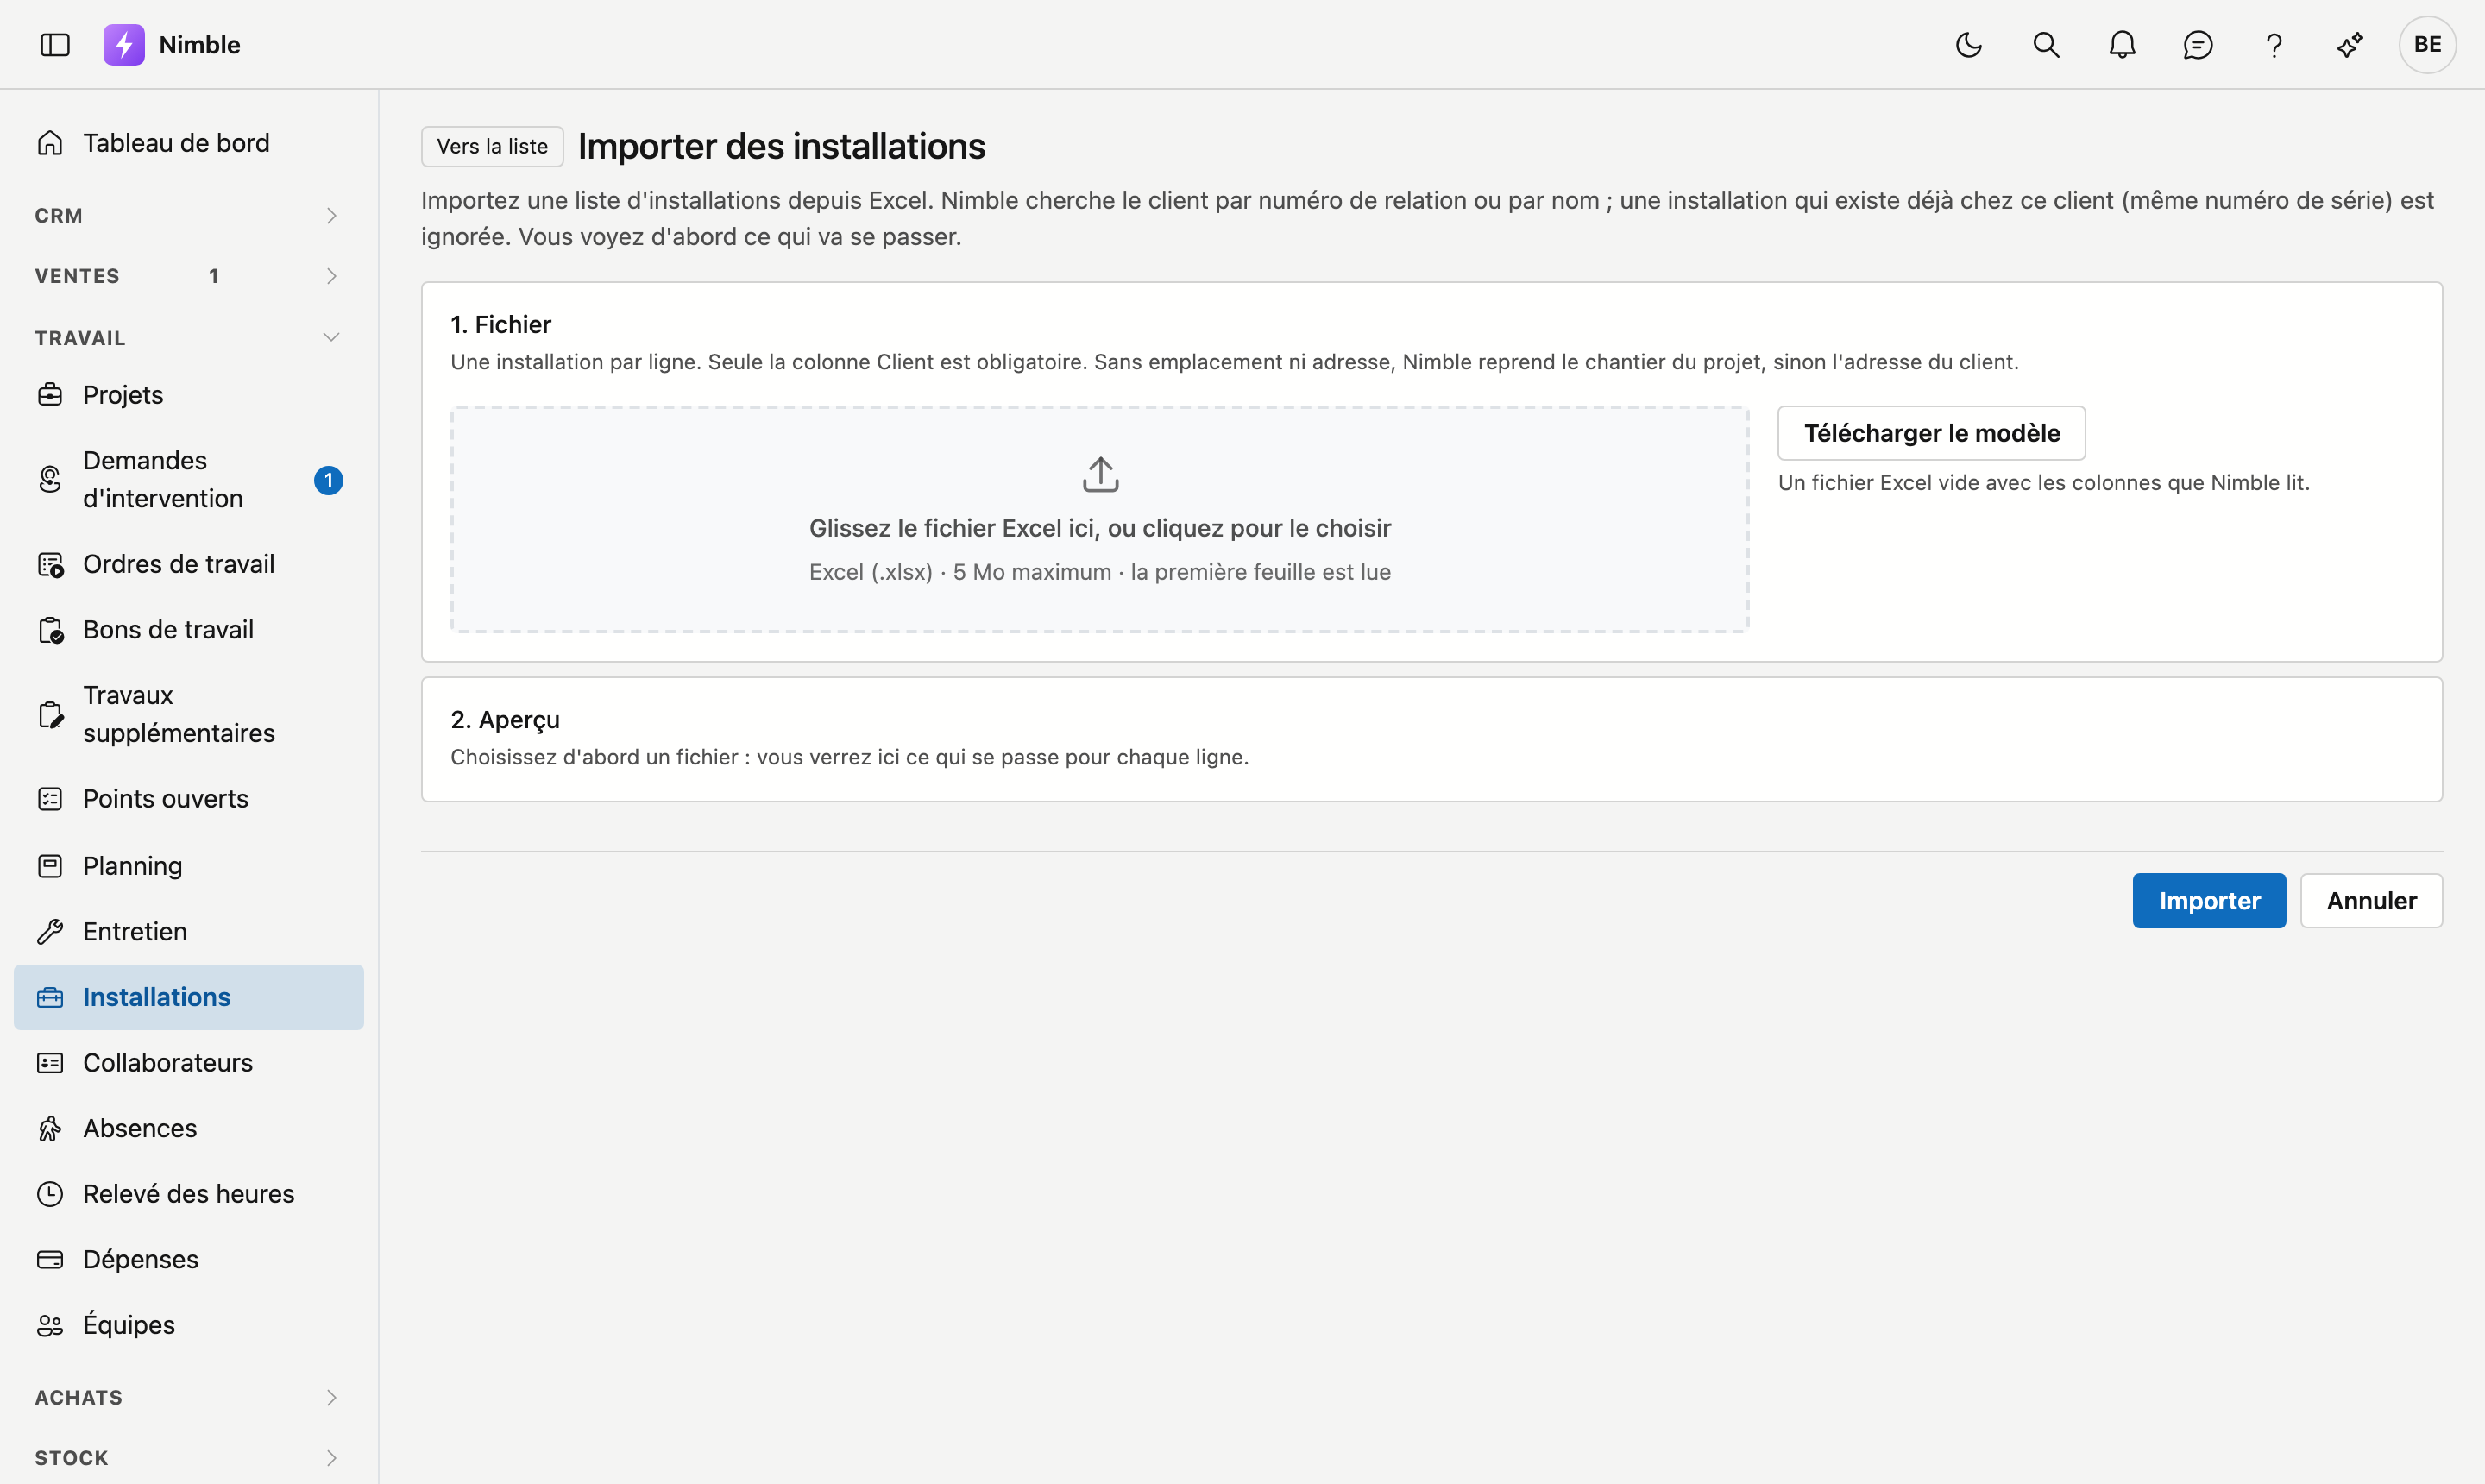 Nimble
BE
Tableau de bord
CRM
VENTES 1
TRAVAIL
Projets
Demandes
d'intervention
1
Ordres de travail
Bons de travail
Travaux
supplémentaires
Points ouverts
Planning
Entretien
Installations
Collaborateurs
Absences
Relevé des heures
Dépenses
Équipes
ACHATS
STOCK
Vers la liste
Importer des installations
Importez une liste d'installations depuis Excel. Nimble cherche le client par numéro de relation ou par nom ; une installation qui existe déjà chez ce client (même numéro de série) est
ignorée. Vous voyez d'abord ce qui va se passer.
1. Fichier
Une installation par ligne. Seule la colonne Client est obligatoire. Sans emplacement ni adresse, Nimble reprend le chantier du projet, sinon l'adresse du client.
Glissez le fichier Excel ici, ou cliquez pour le choisir
Excel (.xlsx) · 5 Mo maximum · la première feuille est lue
Télécharger le modèle
Un fichier Excel vide avec les colonnes que Nimble lit.
2. Aperçu
Choisissez d'abord un fichier : vous verrez ici ce qui se passe pour chaque ligne.
Importer
Annuler